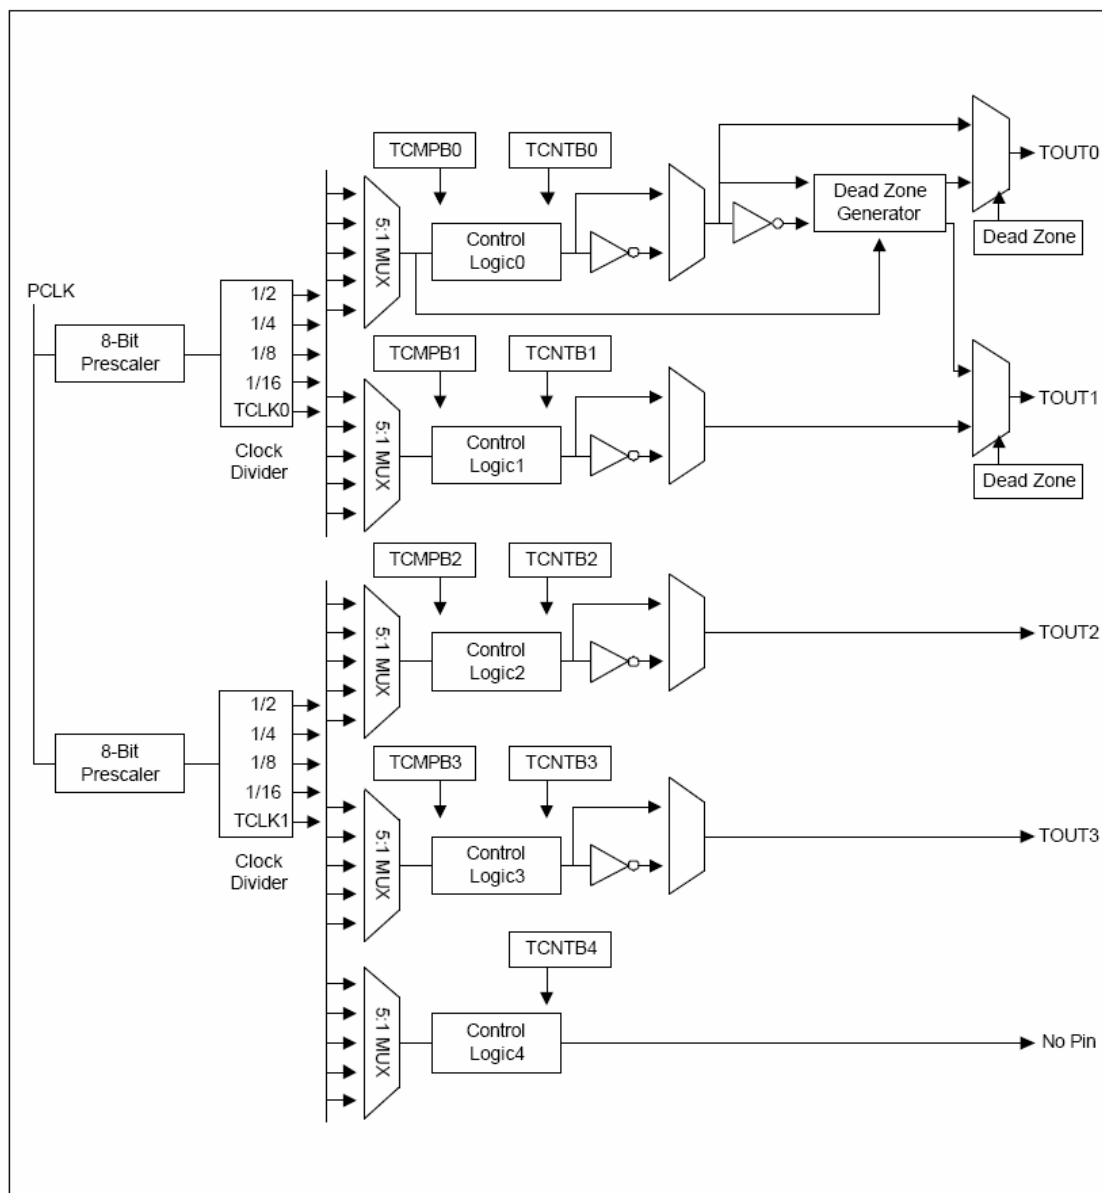 TCMPB0
TCNTB0
TOUT0
5:1 MUX
Control
Logic0
Dead Zone
Generator
Dead Zone
PCLK
8-Bit
Prescaler
1/2
1/4
1/8
1/16
TCLK0
Clock
Divider
TCMPB1
TCNTB1
TOUT1
5:1 MUX
Control
Logic1
Dead Zone
TCMPB2
TCNTB2
5:1 MUX
Control
Logic2
TOUT2
8-Bit
Prescaler
1/2
1/4
1/8
1/16
TCLK1
Clock
Divider
TCMPB3
TCNTB3
5:1 MUX
Control
Logic3
TOUT3
TCNTB4
5:1 MUX
Control
Logic4
No Pin